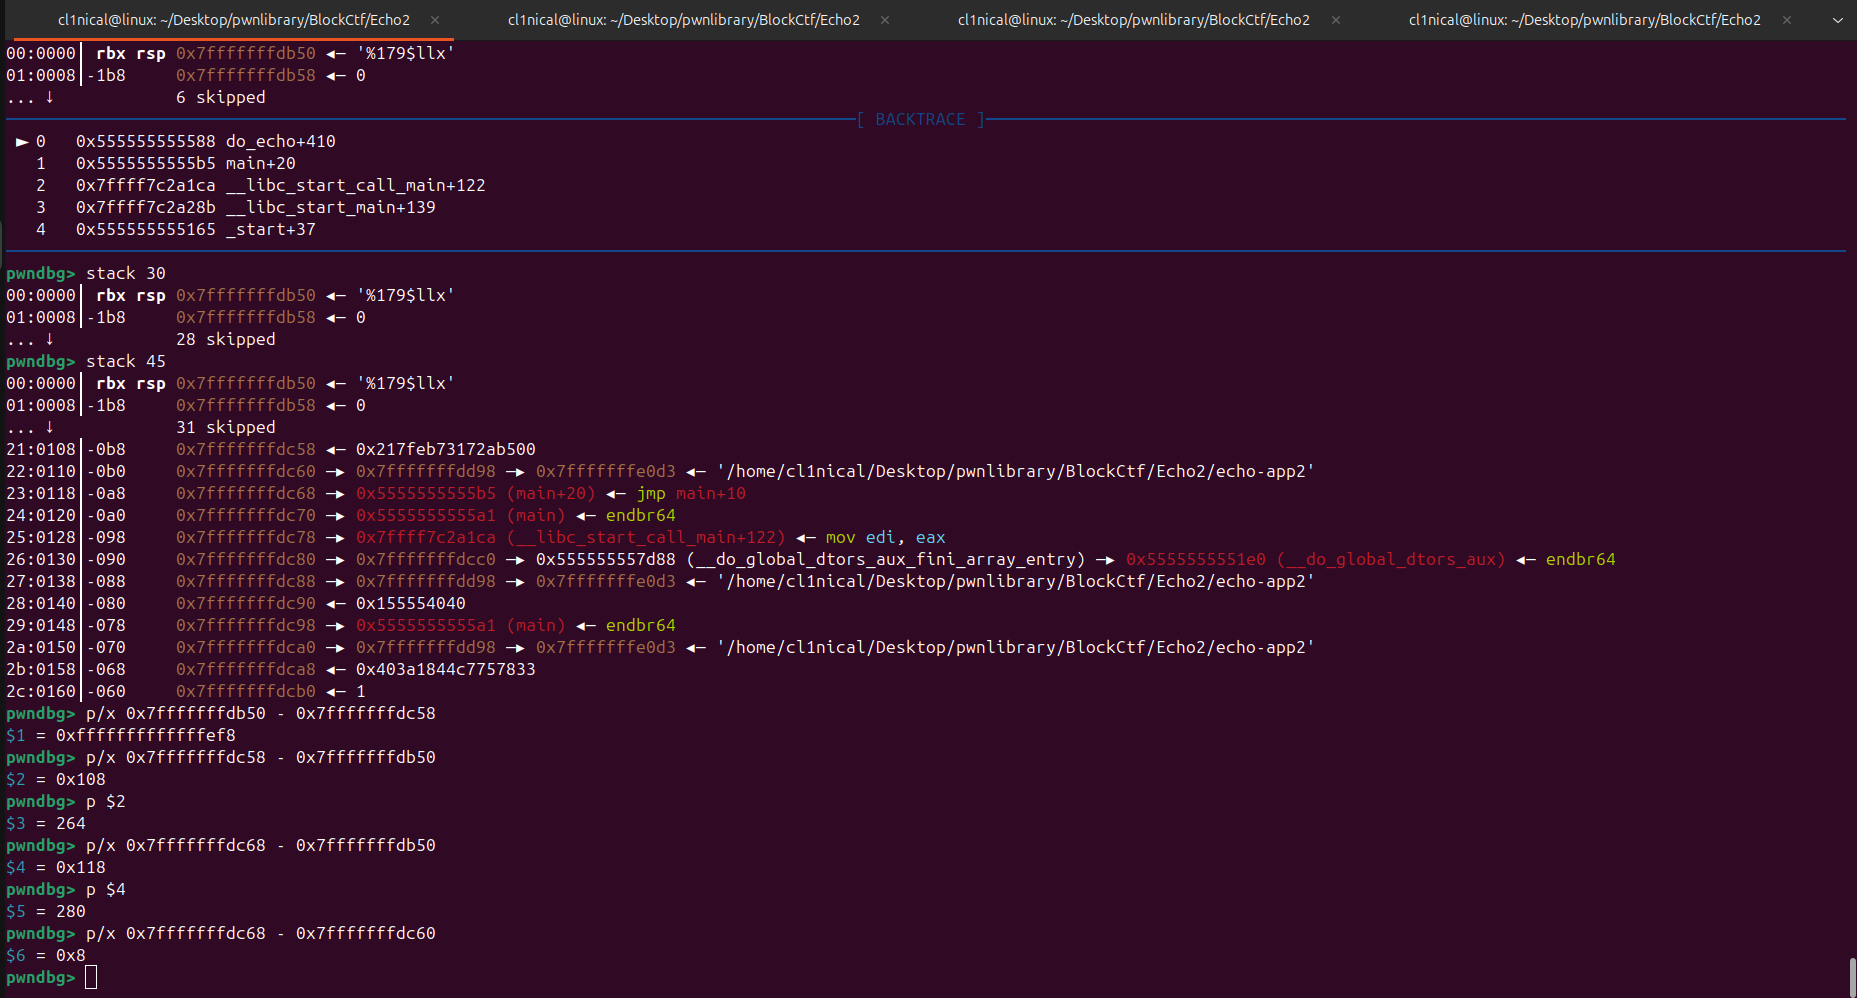 cl1nical@linux: ~/Desktop/pwnlibrary/BlockCtf/Echo2 × cl1nical@linux: ~/Desktop/pwnlibrary/BlockCtf/Echo2 × cl1nical@linux: ~/Desktop/pwnlibrary/BlockCtf/Echo2 × cl1nical@linux: ~/Desktop/pwnlibrary/BlockCtf/Echo2 ×
00:0000│ rbx rsp 0x7fffffffdb50 ◂— '%179$llx'
01:0008│-1b8 0x7fffffffdb58 ◂— 0
... ↓ 6 skipped
[ BACKTRACE ]
► 0 0x555555555588 do_echo+410
1 0x5555555555b5 main+20
2 0x7ffff7c2a1ca __libc_start_call_main+122
3 0x7ffff7c2a28b __libc_start_main+139
4 0x555555555165 _start+37
pwndbg> stack 30
00:0000│ rbx rsp 0x7fffffffdb50 ◂— '%179$llx'
01:0008│-1b8 0x7fffffffdb58 ◂— 0
... ↓ 28 skipped
pwndbg> stack 45
00:0000│ rbx rsp 0x7fffffffdb50 ◂— '%179$llx'
01:0008│-1b8 0x7fffffffdb58 ◂— 0
... ↓ 31 skipped
21:0108│-0b8 0x7fffffffdc58 ◂— 0x217feb73172ab500
22:0110│-0b0 0x7fffffffdc60 —▸ 0x7fffffffdd98 —▸ 0x7fffffffe0d3 ◂— '/home/cl1nical/Desktop/pwnlibrary/BlockCtf/Echo2/echo-app2'
23:0118│-0a8 0x7fffffffdc68 —▸ 0x5555555555b5 (main+20) ◂— jmp main+10
24:0120│-0a0 0x7fffffffdc70 —▸ 0x5555555555a1 (main) ◂— endbr64
25:0128│-098 0x7fffffffdc78 —▸ 0x7ffff7c2a1ca (__libc_start_call_main+122) ◂— mov edi, eax
26:0130│-090 0x7fffffffdc80 —▸ 0x7fffffffdcc0 —▸ 0x555555557d88 (__do_global_dtors_aux_fini_array_entry) —▸ 0x5555555551e0 (__do_global_dtors_aux) ◂— endbr64
27:0138│-088 0x7fffffffdc88 —▸ 0x7fffffffdd98 —▸ 0x7fffffffe0d3 ◂— '/home/cl1nical/Desktop/pwnlibrary/BlockCtf/Echo2/echo-app2'
28:0140│-080 0x7fffffffdc90 ◂— 0x155554040
29:0148│-078 0x7fffffffdc98 —▸ 0x5555555555a1 (main) ◂— endbr64
2a:0150│-070 0x7fffffffdca0 —▸ 0x7fffffffdd98 —▸ 0x7fffffffe0d3 ◂— '/home/cl1nical/Desktop/pwnlibrary/BlockCtf/Echo2/echo-app2'
2b:0158│-068 0x7fffffffdca8 ◂— 0x403a1844c7757833
2c:0160│-060 0x7fffffffdcb0 ◂— 1
pwndbg> p/x 0x7fffffffdb50 - 0x7fffffffdc58
$1 = 0xfffffffffffffef8
pwndbg> p/x 0x7fffffffdc58 - 0x7fffffffdb50
$2 = 0x108
pwndbg> p $2
$3 = 264
pwndbg> p/x 0x7fffffffdc68 - 0x7fffffffdb50
$4 = 0x118
pwndbg> p $4
$5 = 280
pwndbg> p/x 0x7fffffffdc68 - 0x7fffffffdc60
$6 = 0x8
pwndbg>